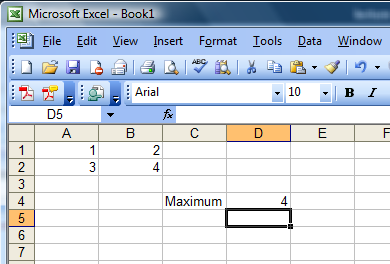 Microsoft Excel - Book1
File Edit View Insert Format Tools Data Window
Arial 10 B I
D5 fx
A B C D E F
1 1 2
2 3 4
3
4 Maximum 4
5
6
7